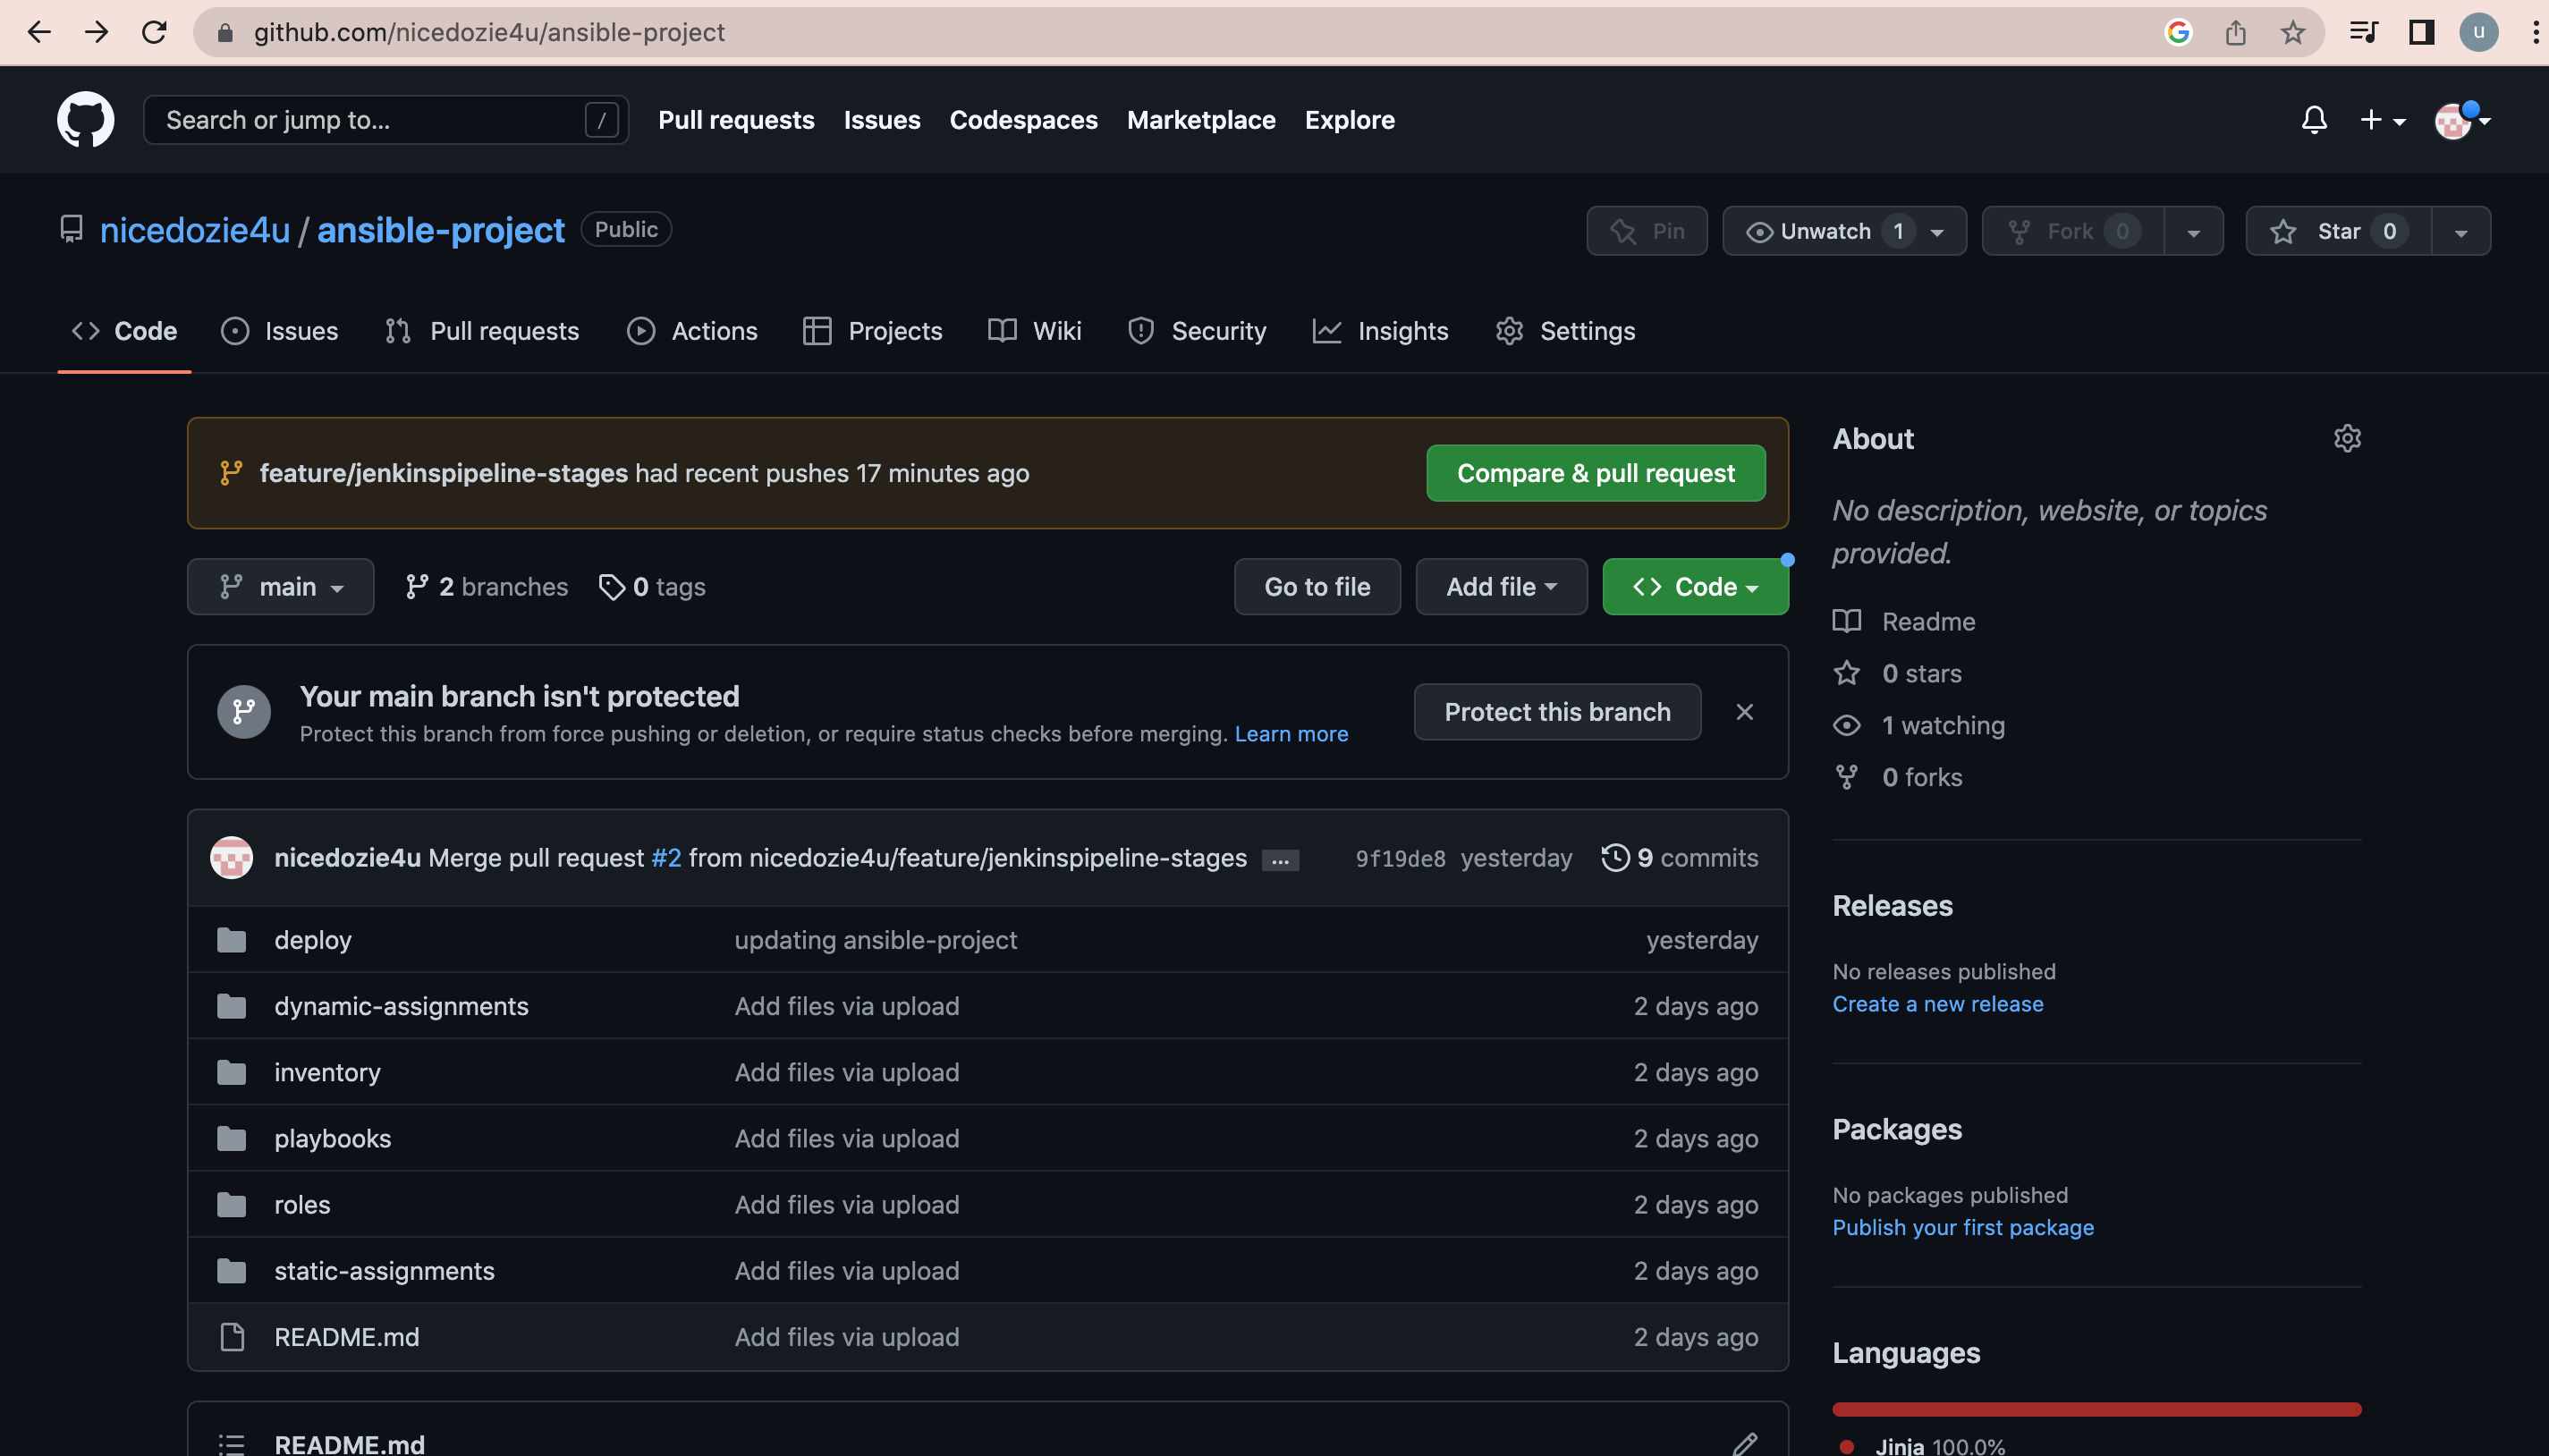 github.com/nicedozie4u/ansible-project
u
Search or jump to... /
Pull requests Issues Codespaces Marketplace Explore
nicedozie4u / ansible-project Public
Pin Unwatch 1 Fork 0 Star 0
Code Issues Pull requests Actions Projects Wiki Security Insights Settings
feature/jenkinspipeline-stages had recent pushes 17 minutes ago
Compare & pull request
main 2 branches 0 tags
Go to file Add file Code
Your main branch isn't protected
Protect this branch from force pushing or deletion, or require status checks before merging. Learn more
Protect this branch
nicedozie4u Merge pull request #2 from nicedozie4u/feature/jenkinspipeline-stages ... 9f19de8 yesterday 9 commits
deploy updating ansible-project yesterday
dynamic-assignments Add files via upload 2 days ago
inventory Add files via upload 2 days ago
playbooks Add files via upload 2 days ago
roles Add files via upload 2 days ago
static-assignments Add files via upload 2 days ago
README.md Add files via upload 2 days ago
README.md
About
No description, website, or topics
provided.
Readme
0 stars
1 watching
0 forks
Releases
No releases published
Create a new release
Packages
No packages published
Publish your first package
Languages
Jinja 100.0%